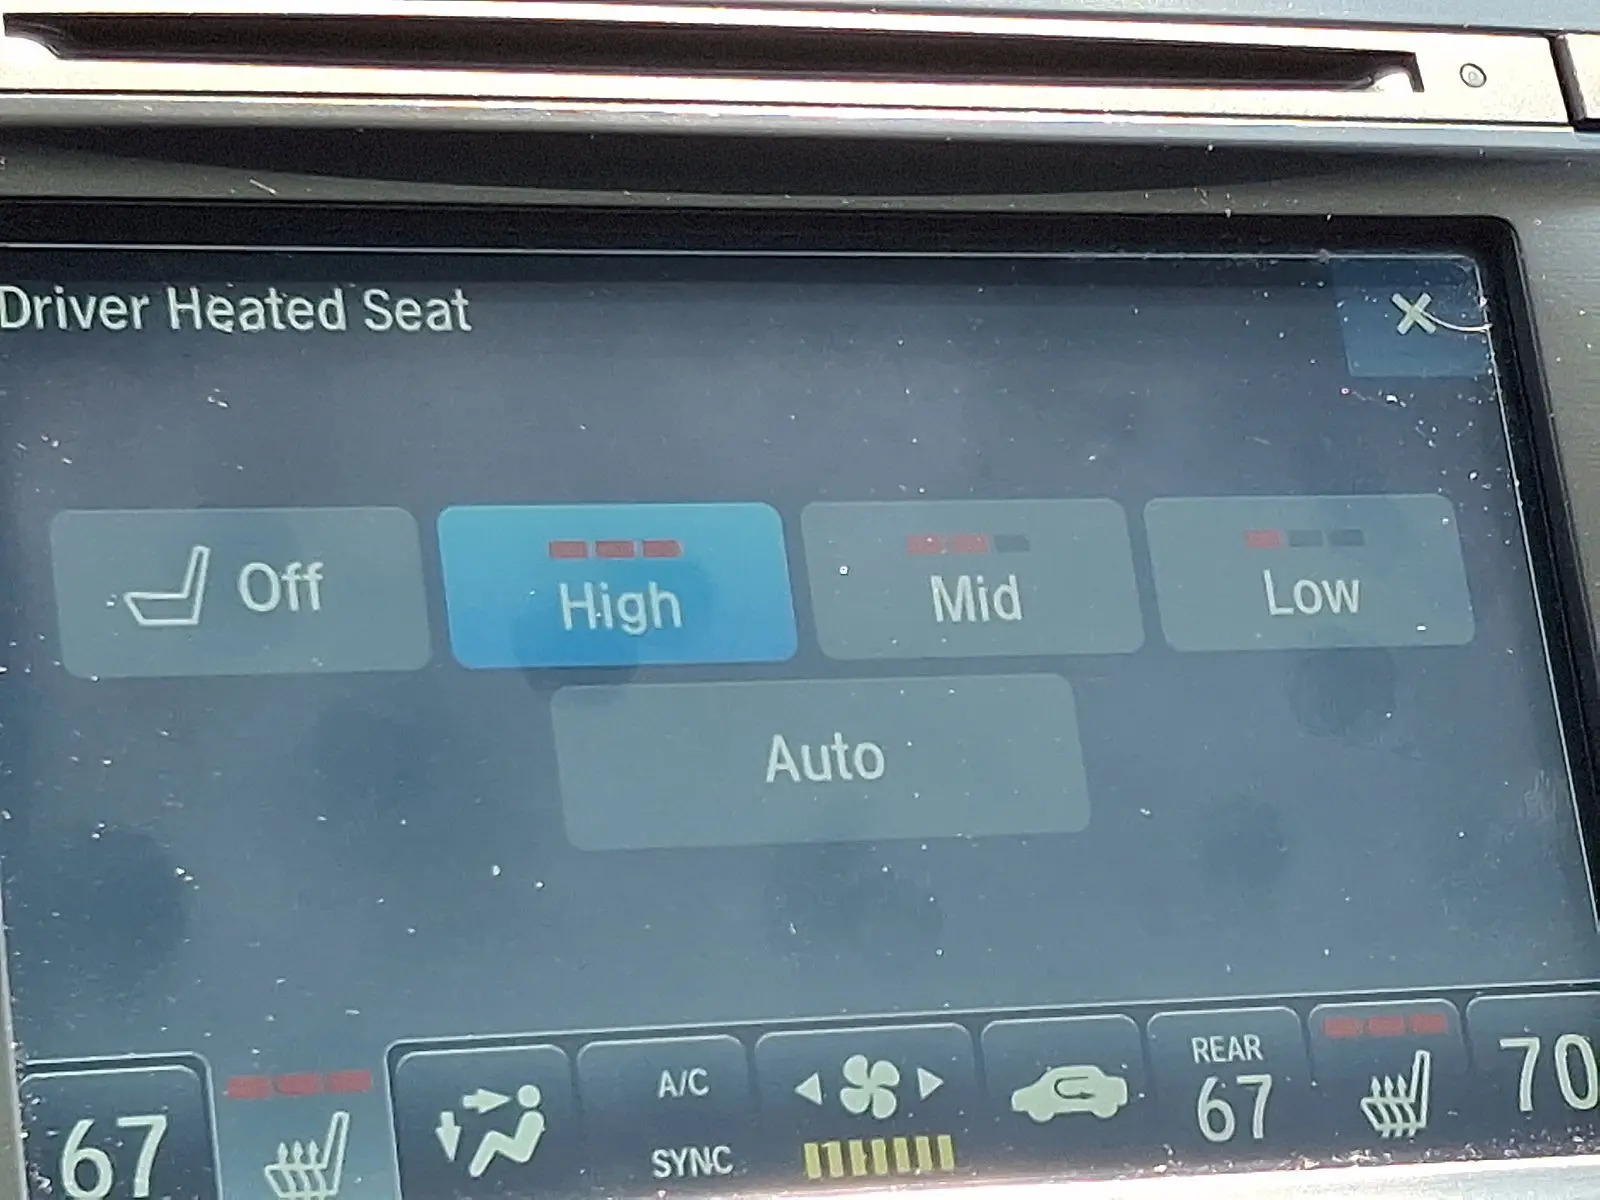 Driver Heated Seat
Off
High
Mid
Low
Auto
67
A/C
SYNC
REAR
67
70